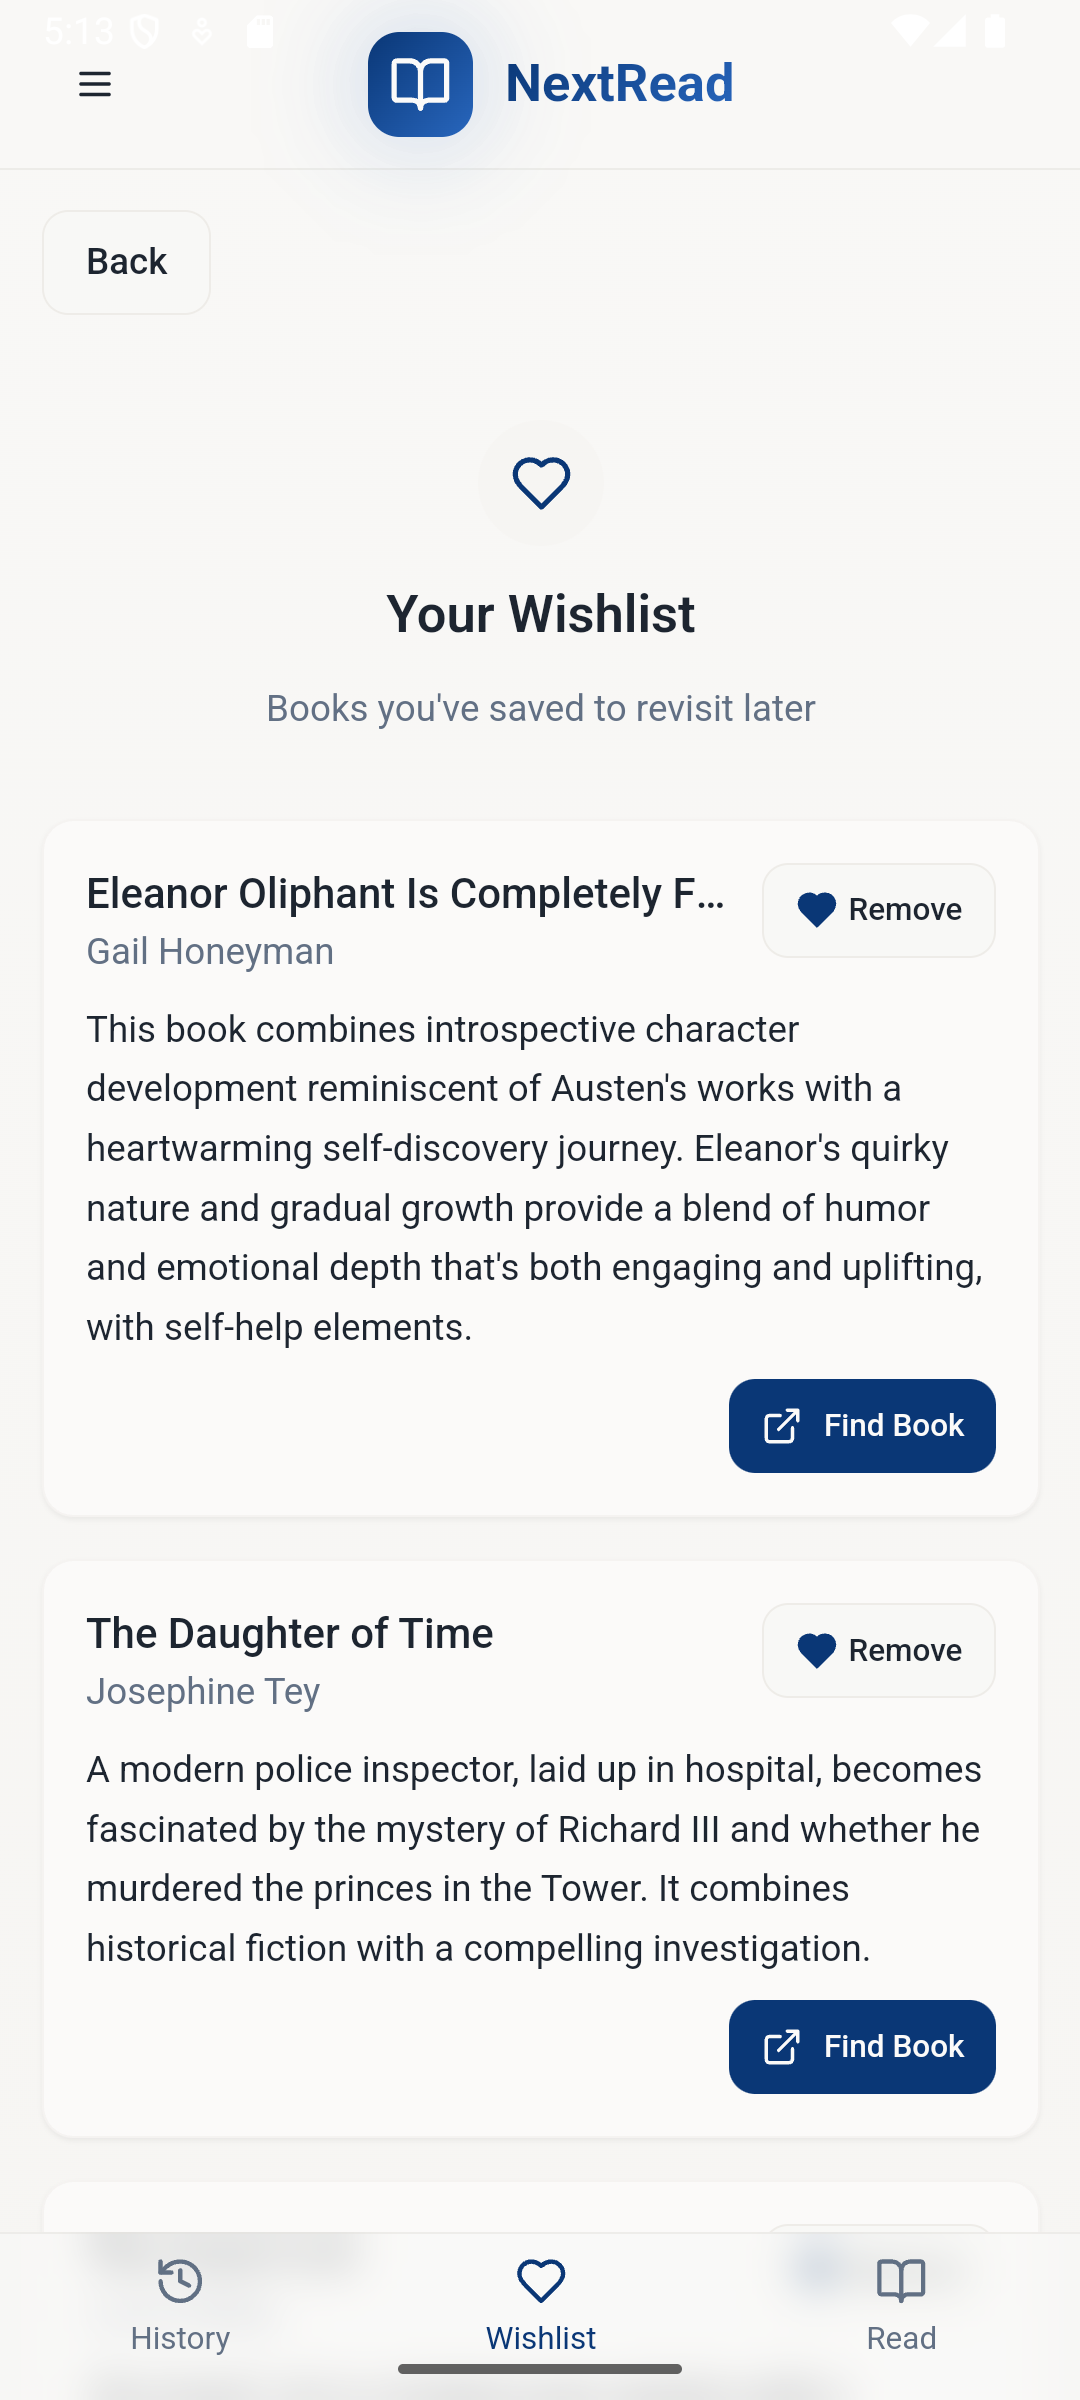 5:13
NextRead
Back
Your Wishlist
Books you've saved to revisit later
Eleanor Oliphant Is Completely F...
Remove
Gail Honeyman
This book combines introspective character
development reminiscent of Austen's works with a
heartwarming self-discovery journey. Eleanor's quirky
nature and gradual growth provide a blend of humor
and emotional depth that's both engaging and uplifting,
with self-help elements.
Find Book
The Daughter of Time
Remove
Josephine Tey
A modern police inspector, laid up in hospital, becomes
fascinated by the mystery of Richard III and whether he
murdered the princes in the Tower. It combines
historical fiction with a compelling investigation.
Find Book
History
Wishlist
Read